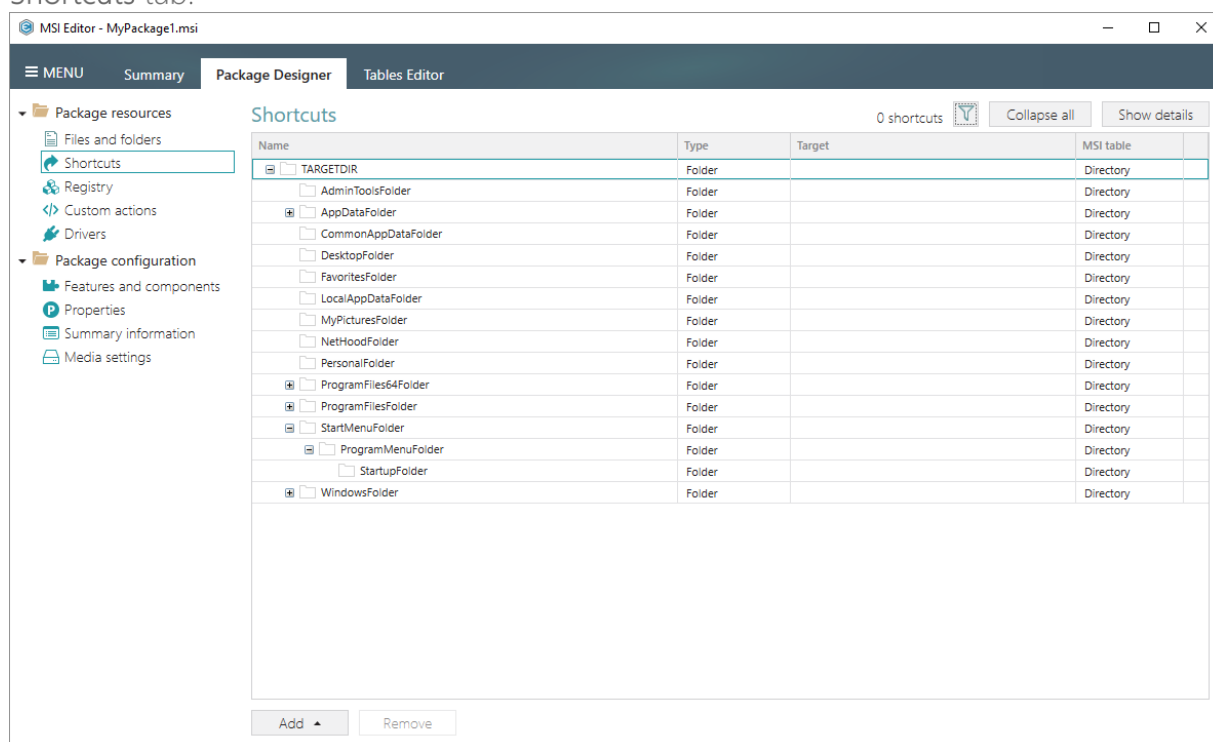 Shortcuts tab.
MSI Editor - MyPackage1.msi
MENU Summary Package Designer Tables Editor
Package resources
Files and folders
Shortcuts
Registry
Custom actions
Drivers
Package configuration
Features and components
Properties
Summary information
Media settings
Shortcuts 0 shortcuts Collapse all Show details
Name Type Target MSI table
TARGETDIR Folder Directory
AdminToolsFolder Folder Directory
AppDataFolder Folder Directory
CommonAppDataFolder Folder Directory
DesktopFolder Folder Directory
FavoritesFolder Folder Directory
LocalAppDataFolder Folder Directory
MyPicturesFolder Folder Directory
NetHoodFolder Folder Directory
PersonalFolder Folder Directory
ProgramFiles64Folder Folder Directory
ProgramFilesFolder Folder Directory
StartMenuFolder Folder Directory
ProgramMenuFolder Folder Directory
StartupFolder Folder Directory
WindowsFolder Folder Directory
Add Remove